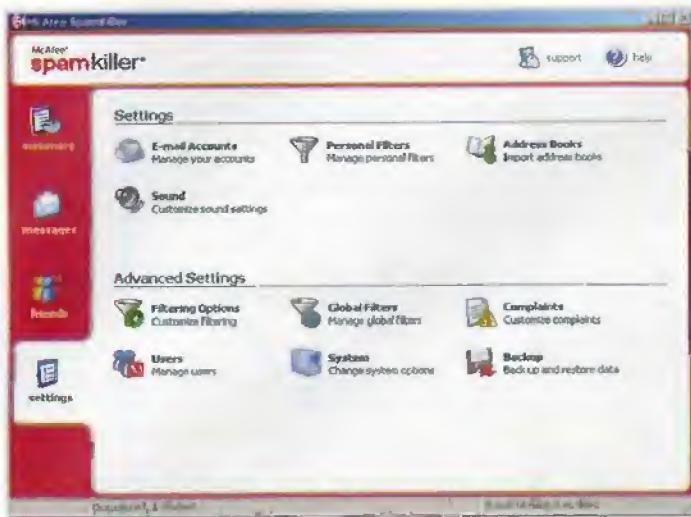 McAfee SpamKiller
McAfee
spamkiller
support
help
summary
messages
friends
settings
Settings
E-mail Accounts
Manage your accounts
Personal Filters
Manage personal filters
Address Books
Import address books
Sound
Customize sound settings
Advanced Settings
Filtering Options
Customize filtering
Global Filters
Manage global filters
Complaints
Customize complaints
Users
Manage users
System
Change system options
Backup
Back up and restore data